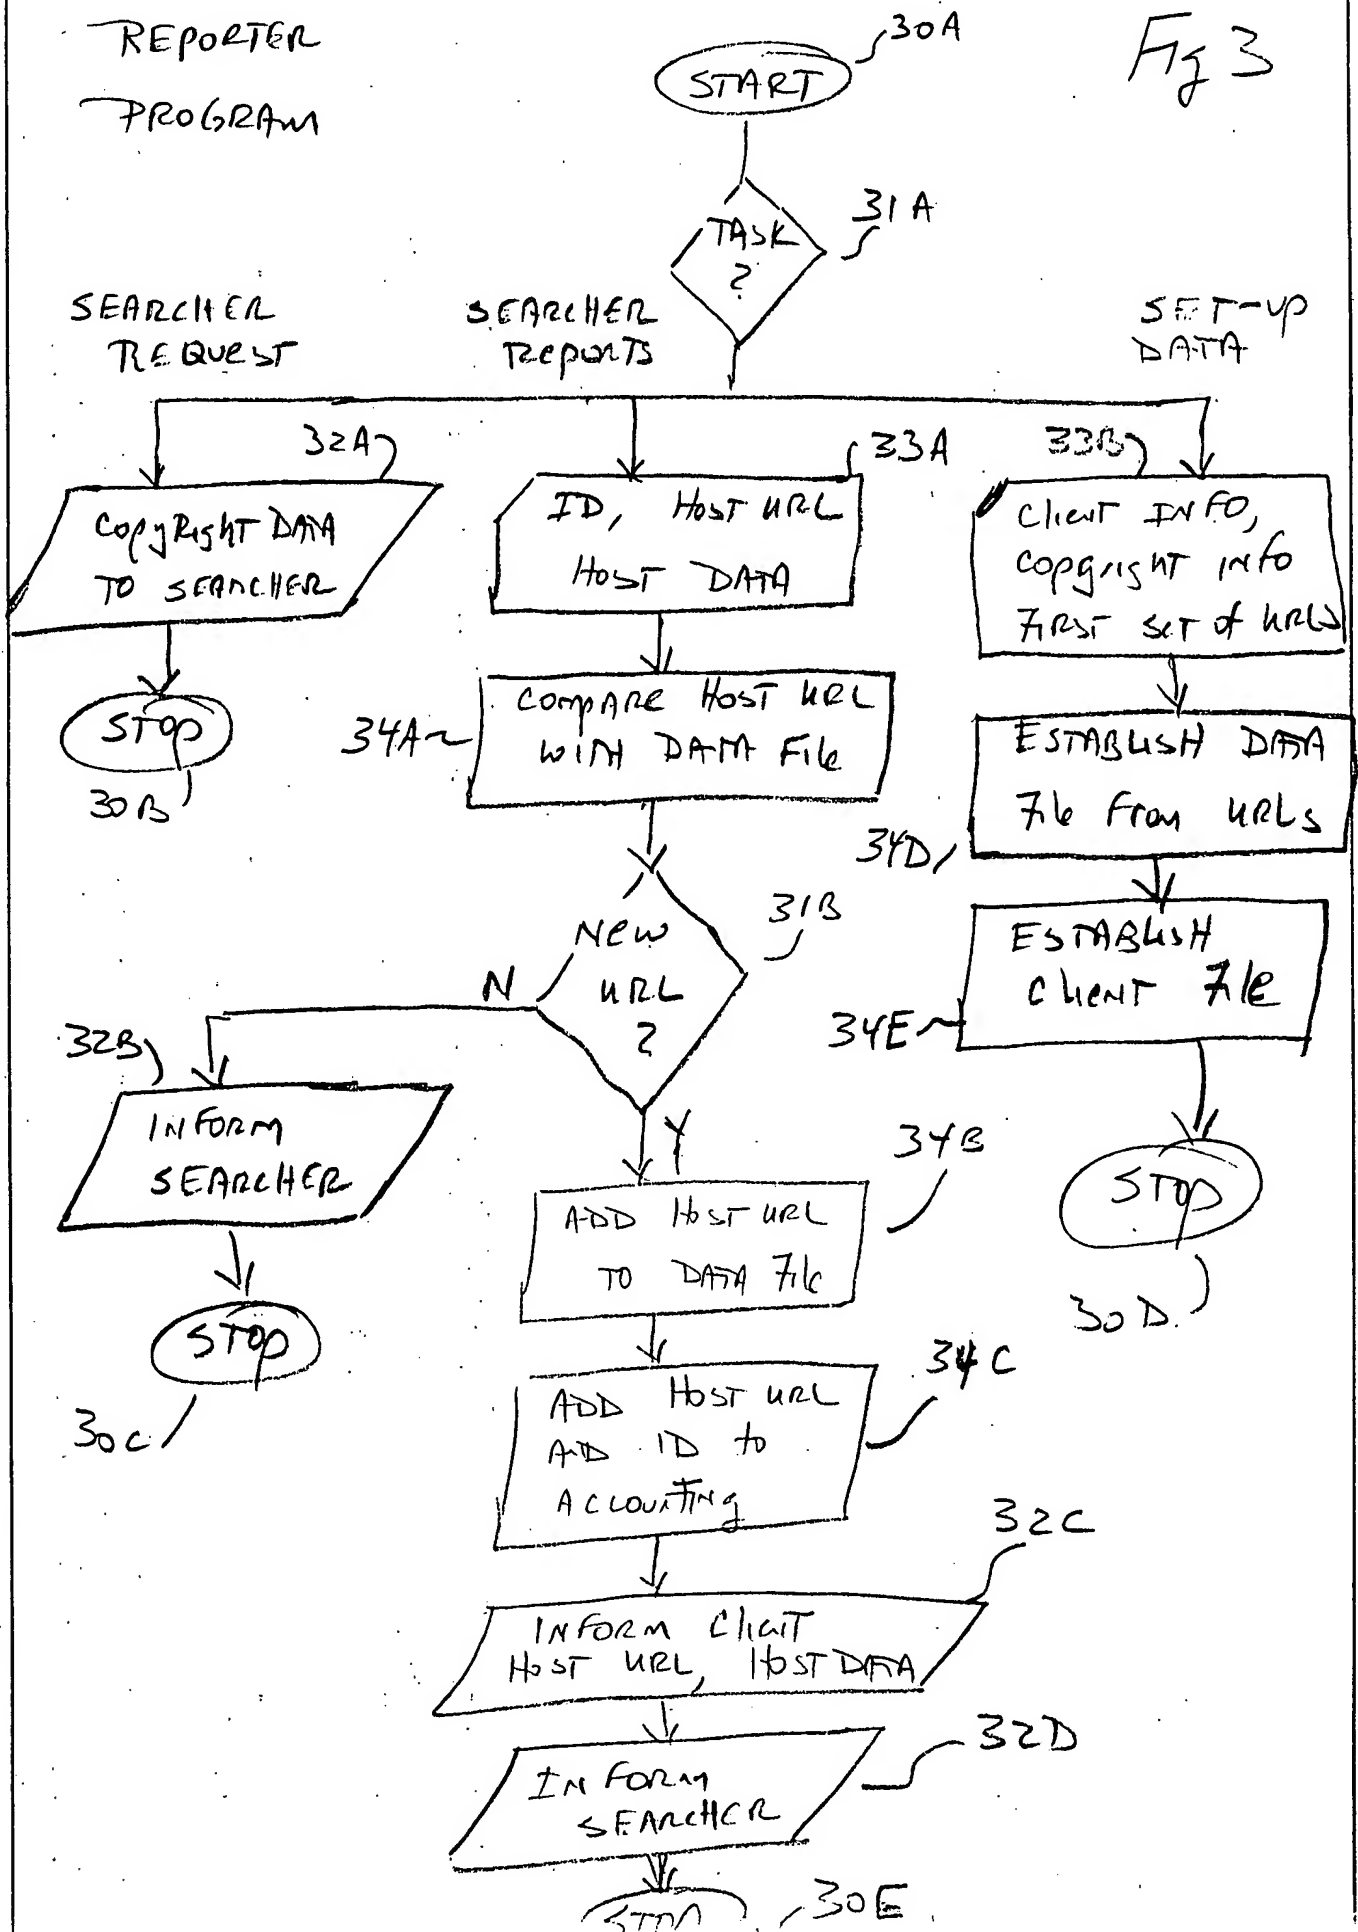 REPORTER
PROGRAM
Fig 3
30A
START
31A
TASK
?
SEARCHER
REQUEST
SEARCHER
Reports
SET-UP
DATA
32A
COPYRIGHT DATA
TO SEARCHER
STOP
30B
33A
ID, HOST URL
HOST DATA
34A
COMPARE HOST URL
WITH DATA File
33B
Client INFO,
copyright info
FIRST set of URLs
ESTABLISH DATA
File From URLs
34D
ESTABLISH
Client File
34E
STOP
30D
31B
New
URL
?
N
Y
32B
INFORM
SEARCHER
STOP
30C
34B
ADD HOST URL
TO DATA File
34C
ADD HOST URL
AND ID to
ACCOUNTING
32C
INFORM Client
HOST URL, HOST DATA
32D
INFORM
SEARCHER
STOP
30E